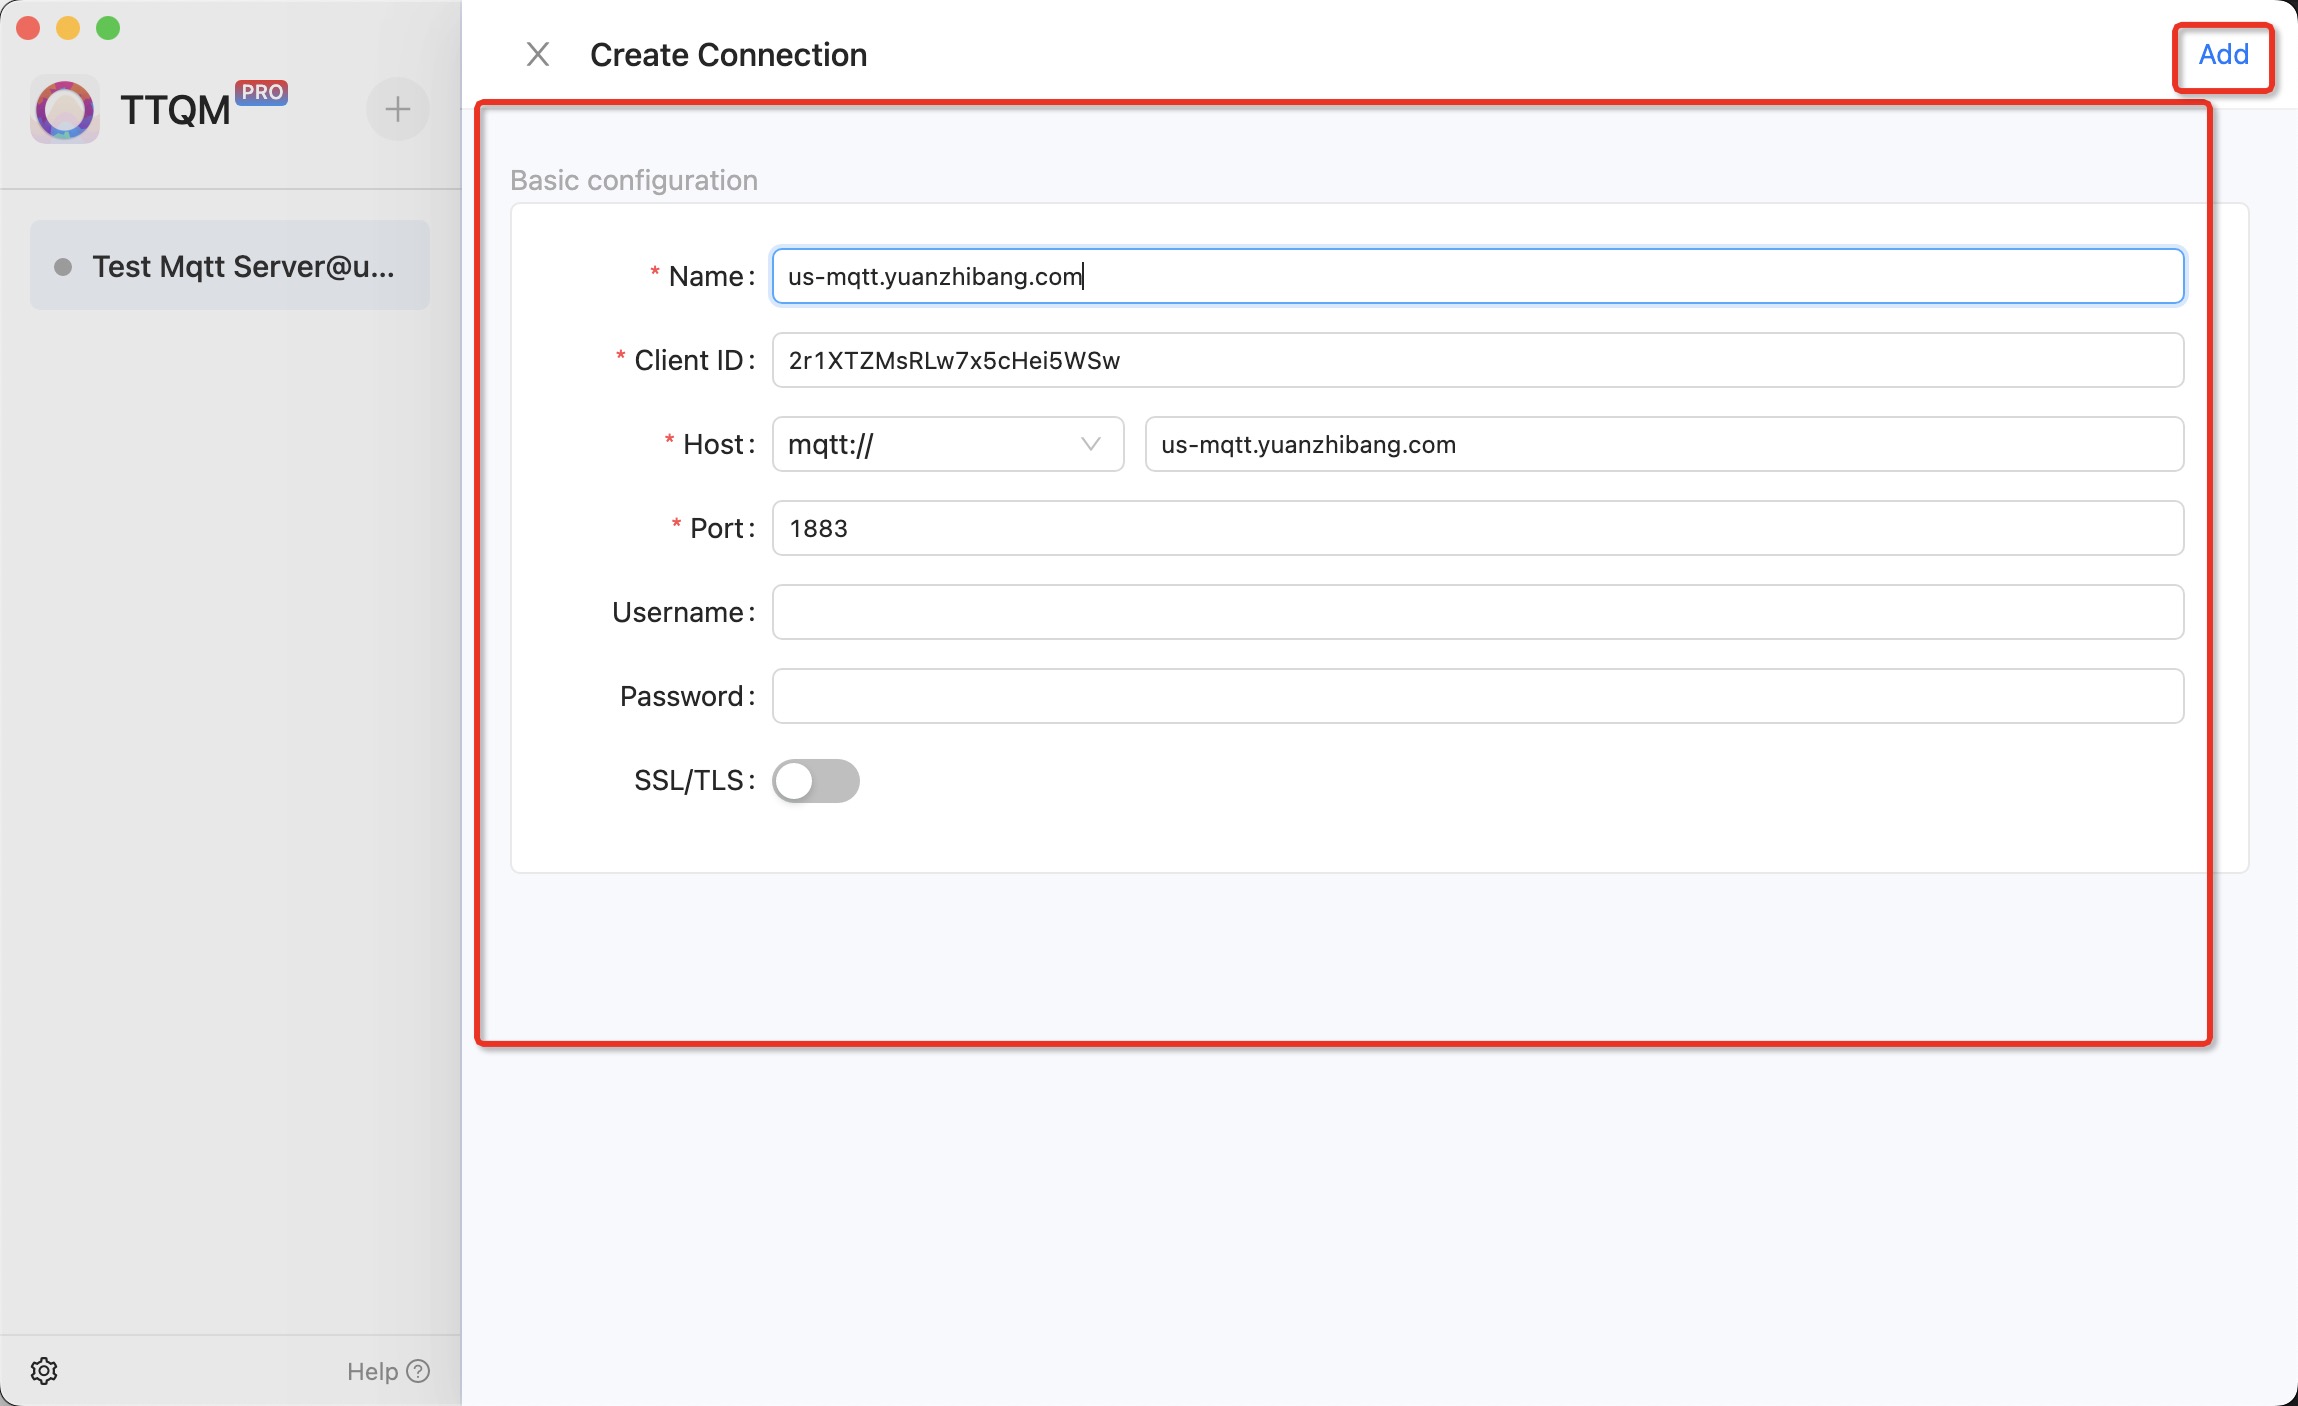 Create Connection
Add
TTQM PRO
Test Mqtt Server@u...
Basic configuration
* Name: us-mqtt.yuanzhibang.com
* Client ID: 2r1XTZMsRLw7x5cHei5WSw
* Host: mqtt:// us-mqtt.yuanzhibang.com
* Port: 1883
Username:
Password:
SSL/TLS:
Help